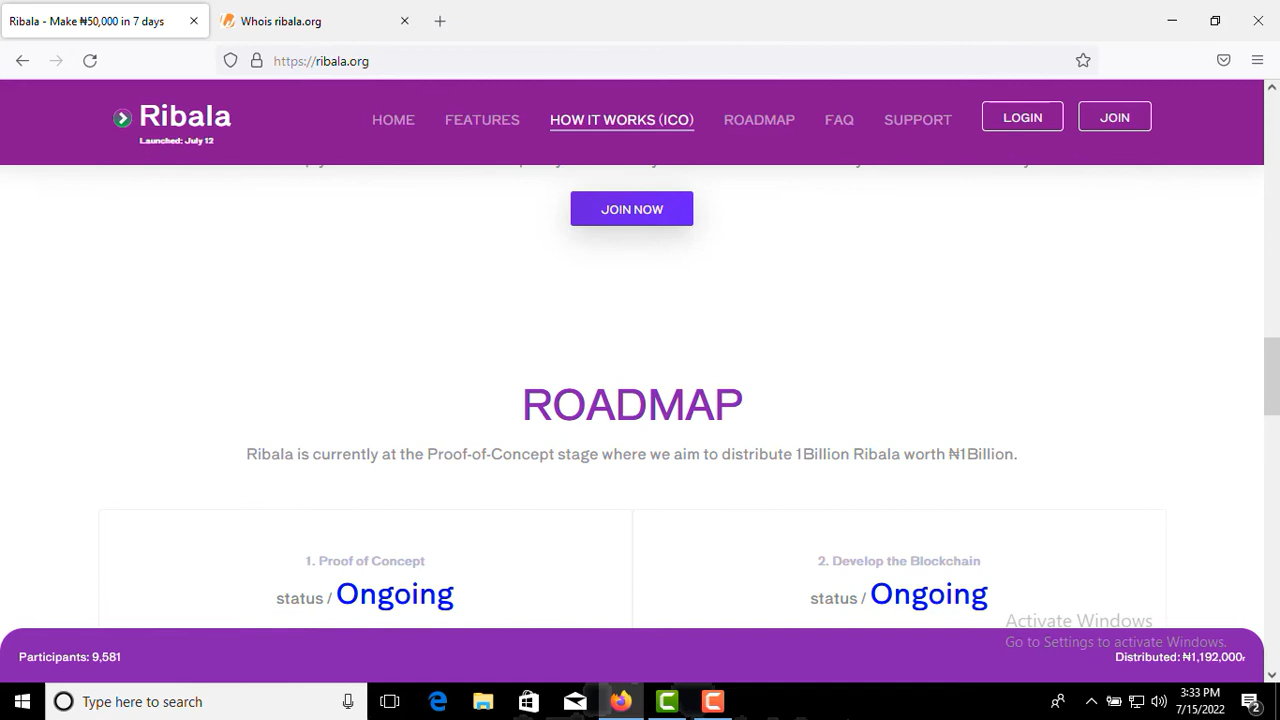 Ribala - Make ₦50,000 in 7 days
Whois ribala.org
https://ribala.org
Ribala
Launched: July 12
HOME
FEATURES
HOW IT WORKS (ICO)
ROADMAP
FAQ
SUPPORT
LOGIN
JOIN
JOIN NOW
ROADMAP
Ribala is currently at the Proof-of-Concept stage where we aim to distribute 1Billion Ribala worth ₦1Billion.
1. Proof of Concept
status / Ongoing
2. Develop the Blockchain
status / Ongoing
Activate Windows
Go to Settings to activate Windows.
Participants: 9,581
Distributed: ₦1,192,000
Type here to search
3:33 PM
7/15/2022
2